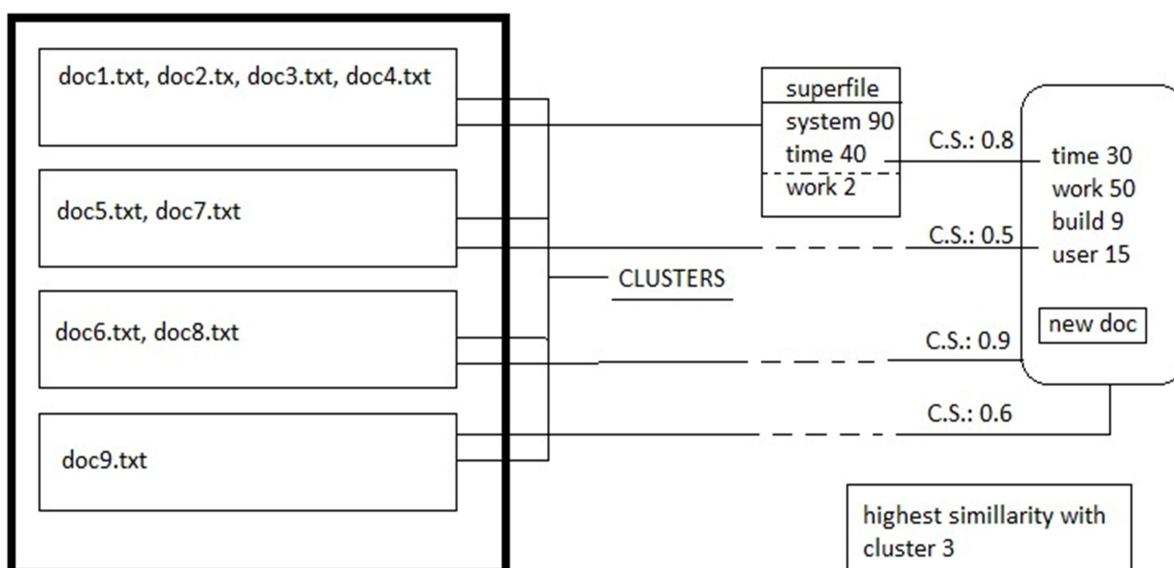 doc1.txt, doc2.tx, doc3.txt, doc4.txt
doc5.txt, doc7.txt
doc6.txt, doc8.txt
doc9.txt
CLUSTERS
superfile
system 90
time 40
work 2
C.S.: 0.8
C.S.: 0.5
C.S.: 0.9
C.S.: 0.6
time 30
work 50
build 9
user 15
new doc
highest simillarity with
cluster 3